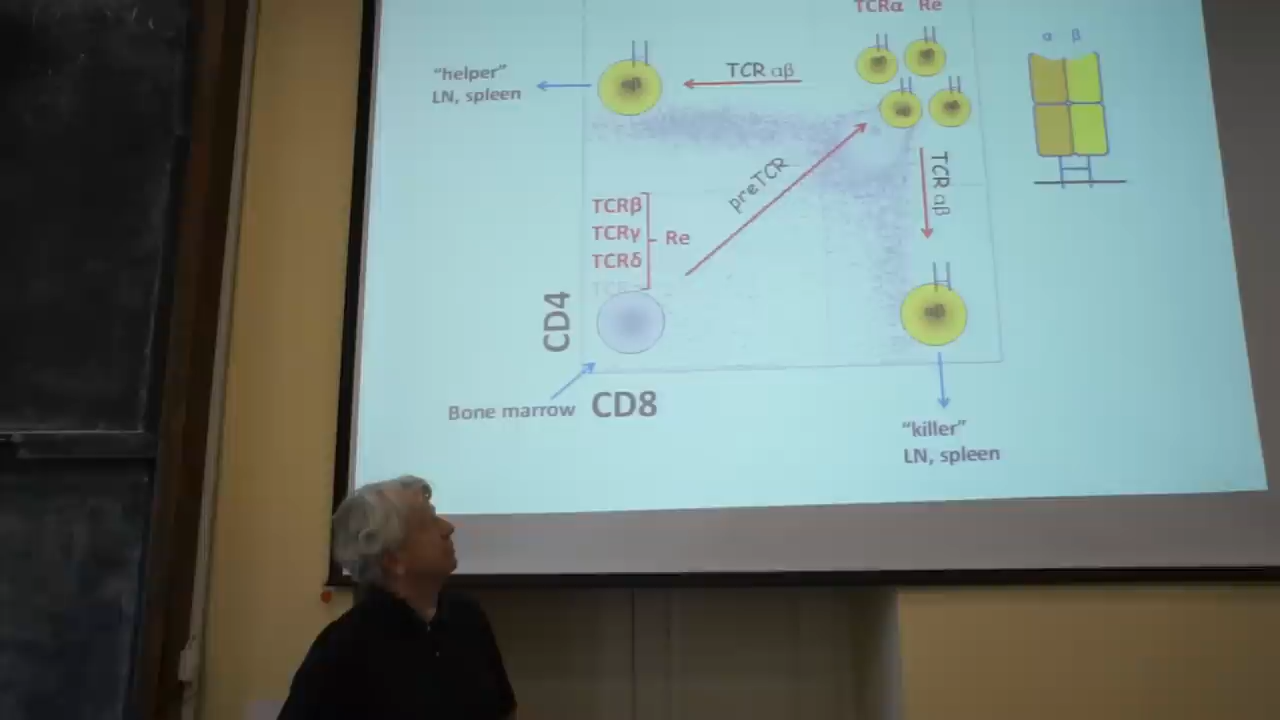 TCRα Re
α β
"helper"
LN, spleen
TCR αβ
preTCR
TCR αβ
TCRβ
TCRγ
TCRδ
Re
CD4
Bone marrow
CD8
"killer"
LN, spleen